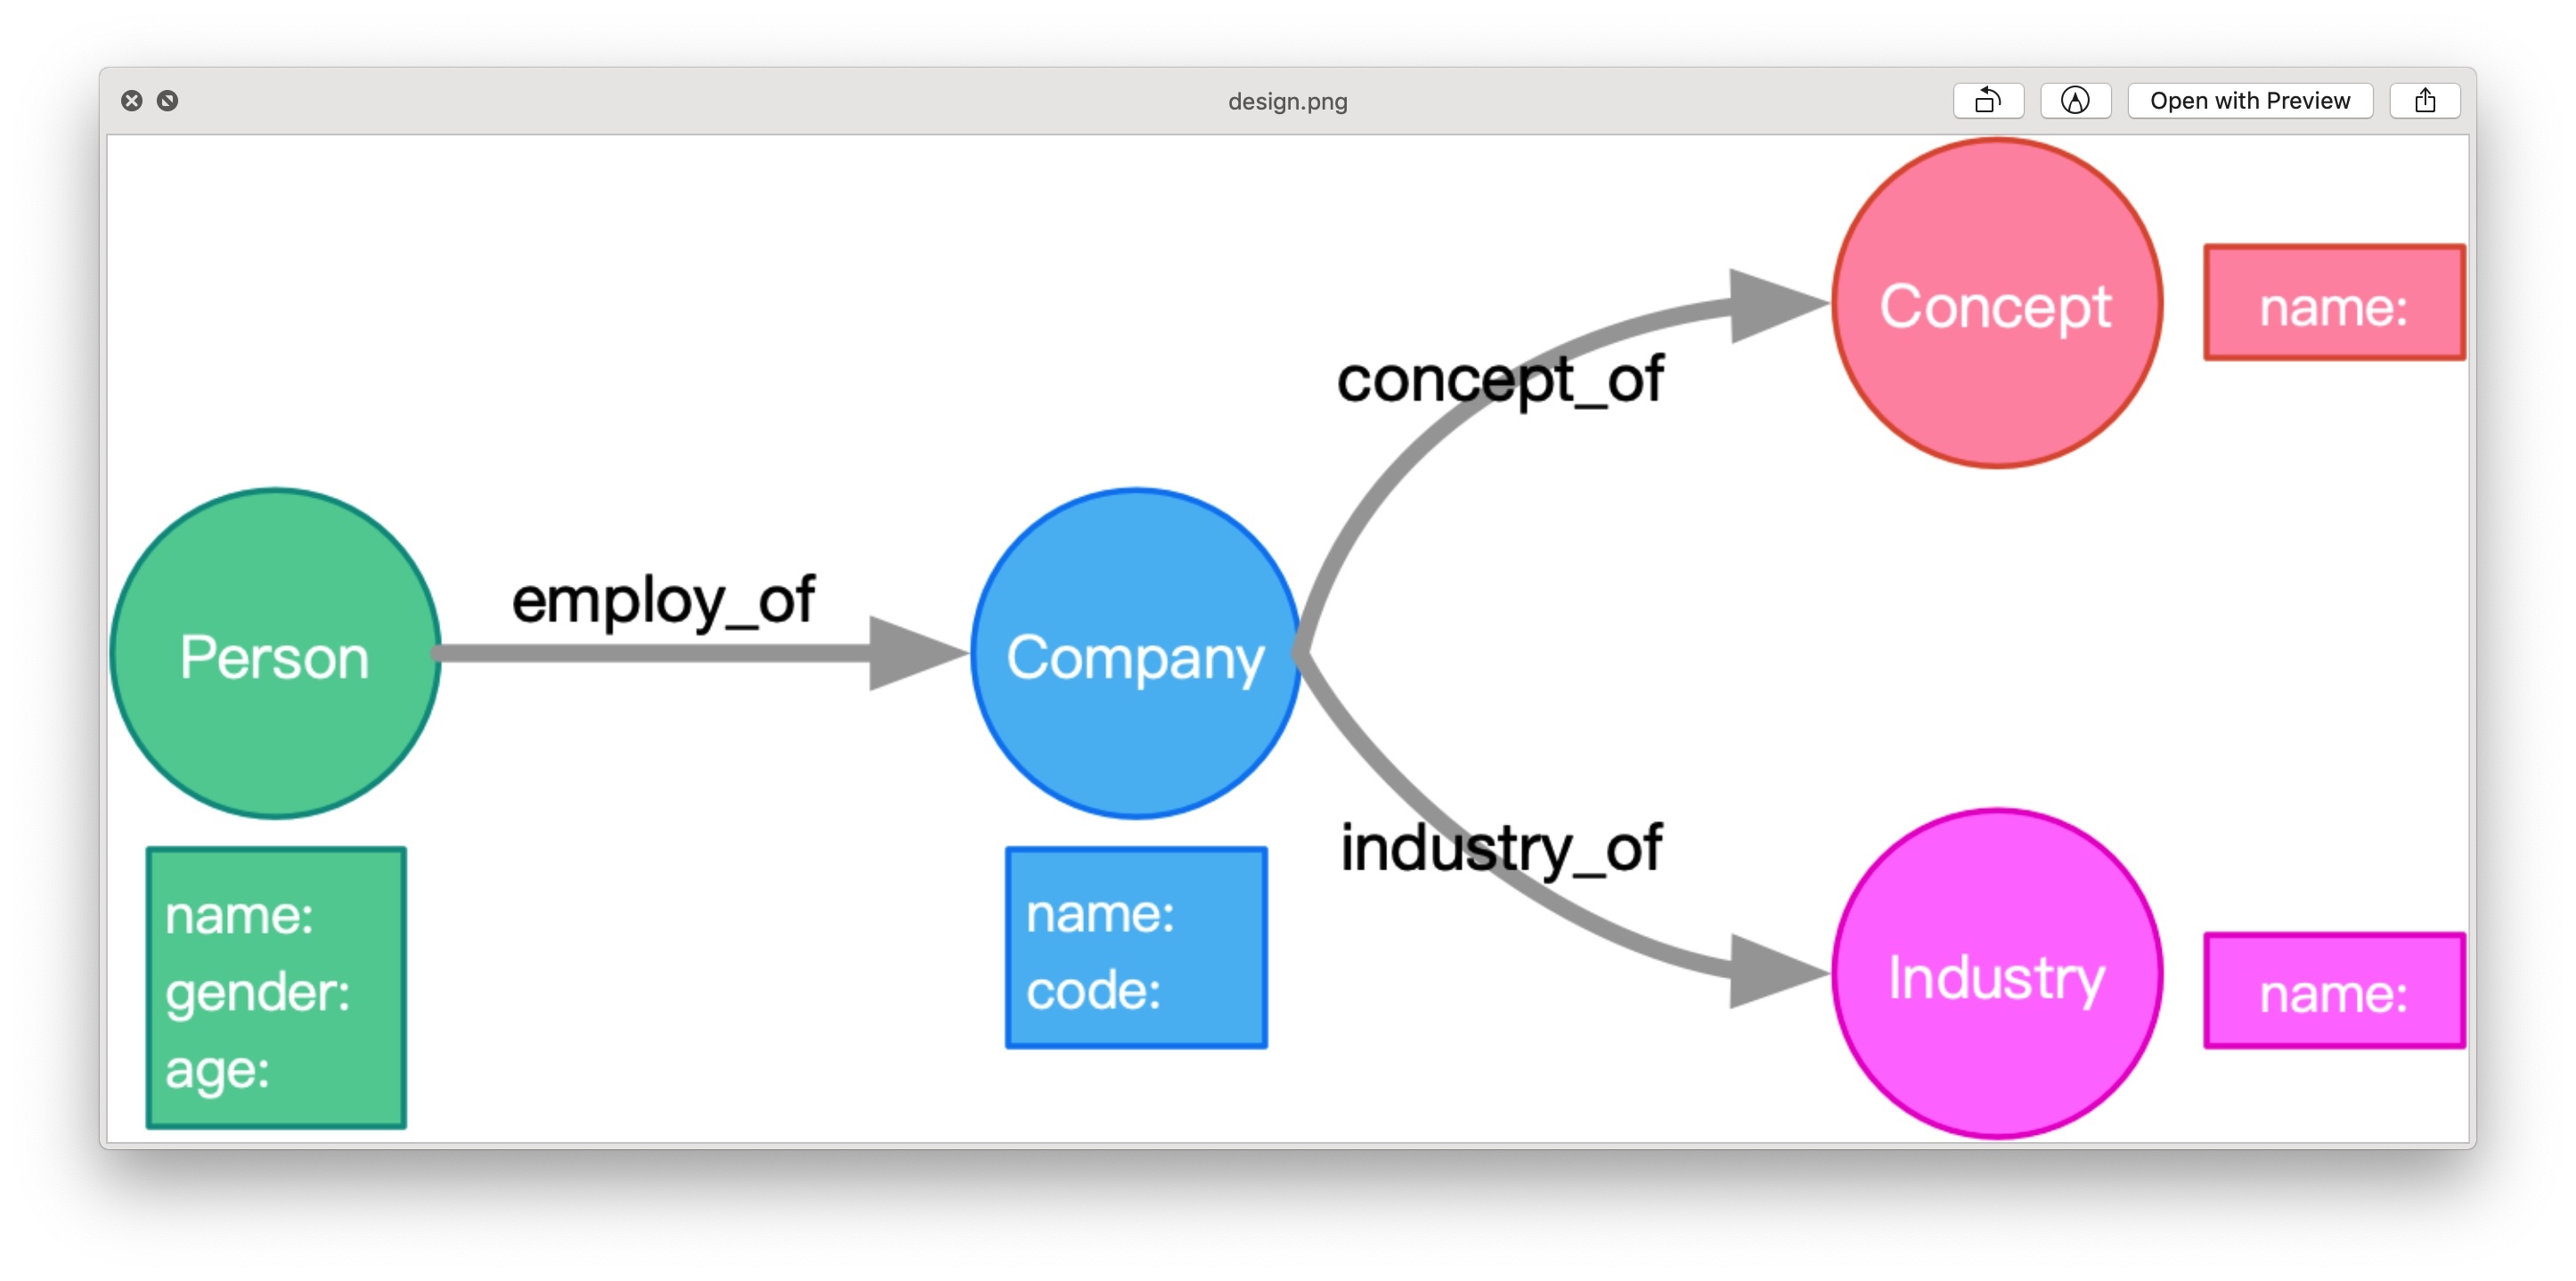 design.png
Open with Preview
Concept
name:
concept_of
employ_of
Person
Company
industry_of
name:
gender:
age:
name:
code:
Industry
name: